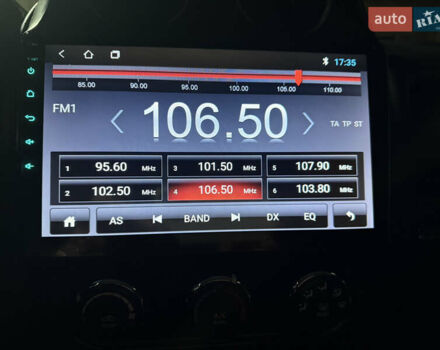 auto RIA
17:35
85.00 90.00 95.00 100.00 105.00 110.00
FM1
106.50
TA TP ST
1 95.60 MHz 3 101.50 MHz 5 107.90 MHz
2 102.50 MHz 4 106.50 MHz 6 103.80 MHz
AS BAND DX EQ